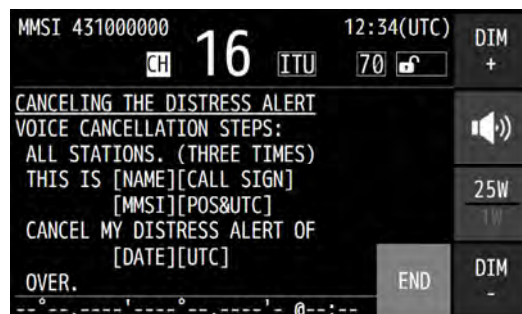 MMSI 431000000 12:34(UTC) DIM
CH 16 ITU 70 +
CANCELING THE DISTRESS ALERT
VOICE CANCELLATION STEPS:
ALL STATIONS. (THREE TIMES)
THIS IS [NAME][CALL SIGN] 25W
[MMSI][POS&UTC] 1W
CANCEL MY DISTRESS ALERT OF
[DATE][UTC] DIM
OVER. END -
--°--.----'----°--.----'- @--:--